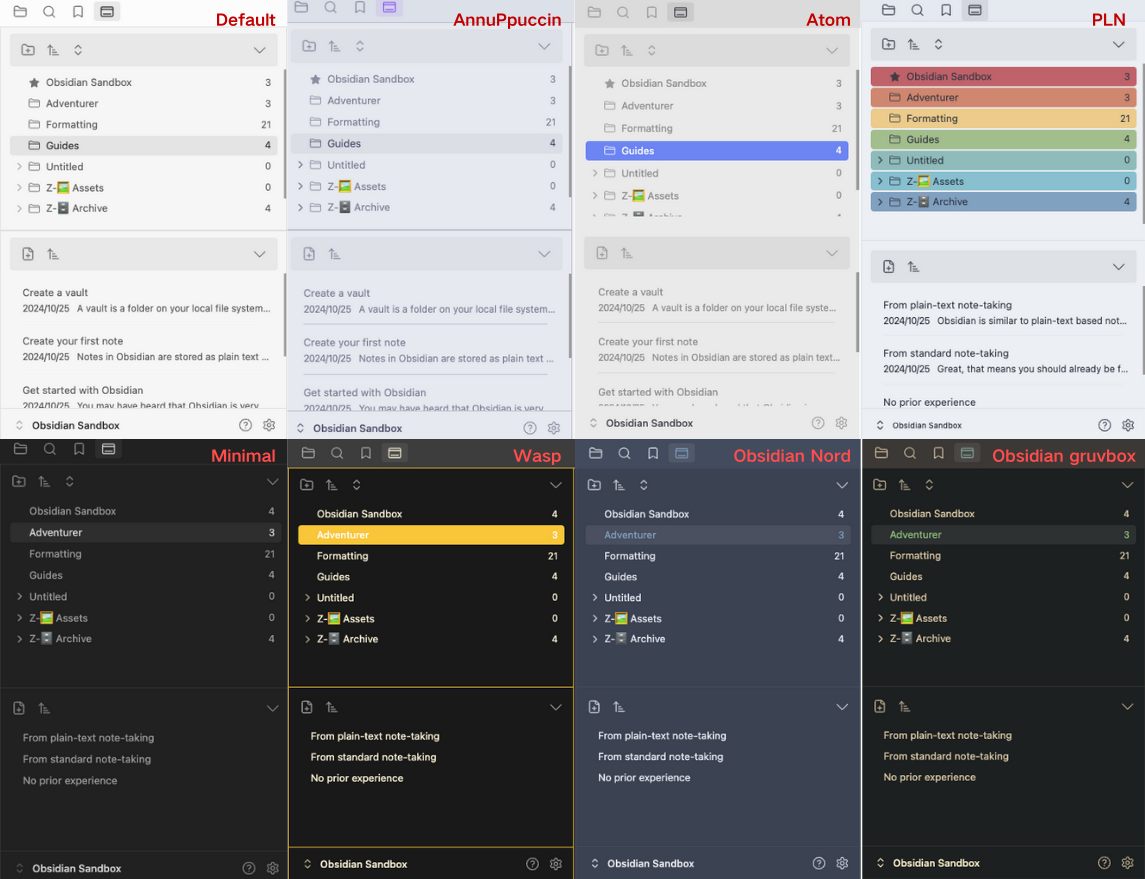 Default
Obsidian Sandbox 3
Adventurer 3
Formatting 21
Guides 4
Untitled 0
Z-🖼️ Assets 0
Z-🗄️ Archive 4
Create a vault
2024/10/25 A vault is a folder on your local file system...
Create your first note
2024/10/25 Notes in Obsidian are stored as plain text ...
Get started with Obsidian
2024/10/25 You may have heard that Obsidian is very
Obsidian Sandbox
AnnuPpuccin
Obsidian Sandbox 3
Adventurer 3
Formatting 21
Guides 4
Untitled 0
Z-🖼️ Assets 0
Z-🗄️ Archive 4
Create a vault
2024/10/25 A vault is a folder on your local file system...
Create your first note
2024/10/25 Notes in Obsidian are stored as plain text ...
Get started with Obsidian
2024/10/25 You may have heard that Obsidian is very
Obsidian Sandbox
Atom
Obsidian Sandbox 3
Adventurer 3
Formatting 21
Guides 4
Untitled 0
Z-🖼️ Assets 0
Create a vault
2024/10/25 A vault is a folder on your local file syste...
Create your first note
2024/10/25 Notes in Obsidian are stored as plain text...
Get started with Obsidian
Obsidian Sandbox
PLN
Obsidian Sandbox 3
Adventurer 3
Formatting 21
Guides 4
Untitled 0
Z-🖼️ Assets 0
Z-🗄️ Archive 4
From plain-text note-taking
2024/10/25 Obsidian is similar to plain-text based not...
From standard note-taking
2024/10/25 Great, that means you should already be f...
No prior experience
Obsidian Sandbox
Minimal
Obsidian Sandbox 4
Adventurer 3
Formatting 21
Guides 4
Untitled 0
Z-🖼️ Assets 0
Z-🗄️ Archive 4
From plain-text note-taking
From standard note-taking
No prior experience
Obsidian Sandbox
Wasp
Obsidian Sandbox 4
Adventurer 3
Formatting 21
Guides 4
Untitled 0
Z-🖼️ Assets 0
Z-🗄️ Archive 4
From plain-text note-taking
From standard note-taking
No prior experience
Obsidian Sandbox
Obsidian Nord
Obsidian Sandbox 4
Adventurer 3
Formatting 21
Guides 4
Untitled 0
Z-🖼️ Assets 0
Z-🗄️ Archive 4
From plain-text note-taking
From standard note-taking
No prior experience
Obsidian Sandbox
Obsidian gruvbox
Obsidian Sandbox 4
Adventurer 3
Formatting 21
Guides 4
Untitled 0
Z-🖼️ Assets 0
Z-🗄️ Archive 4
From plain-text note-taking
From standard note-taking
No prior experience
Obsidian Sandbox